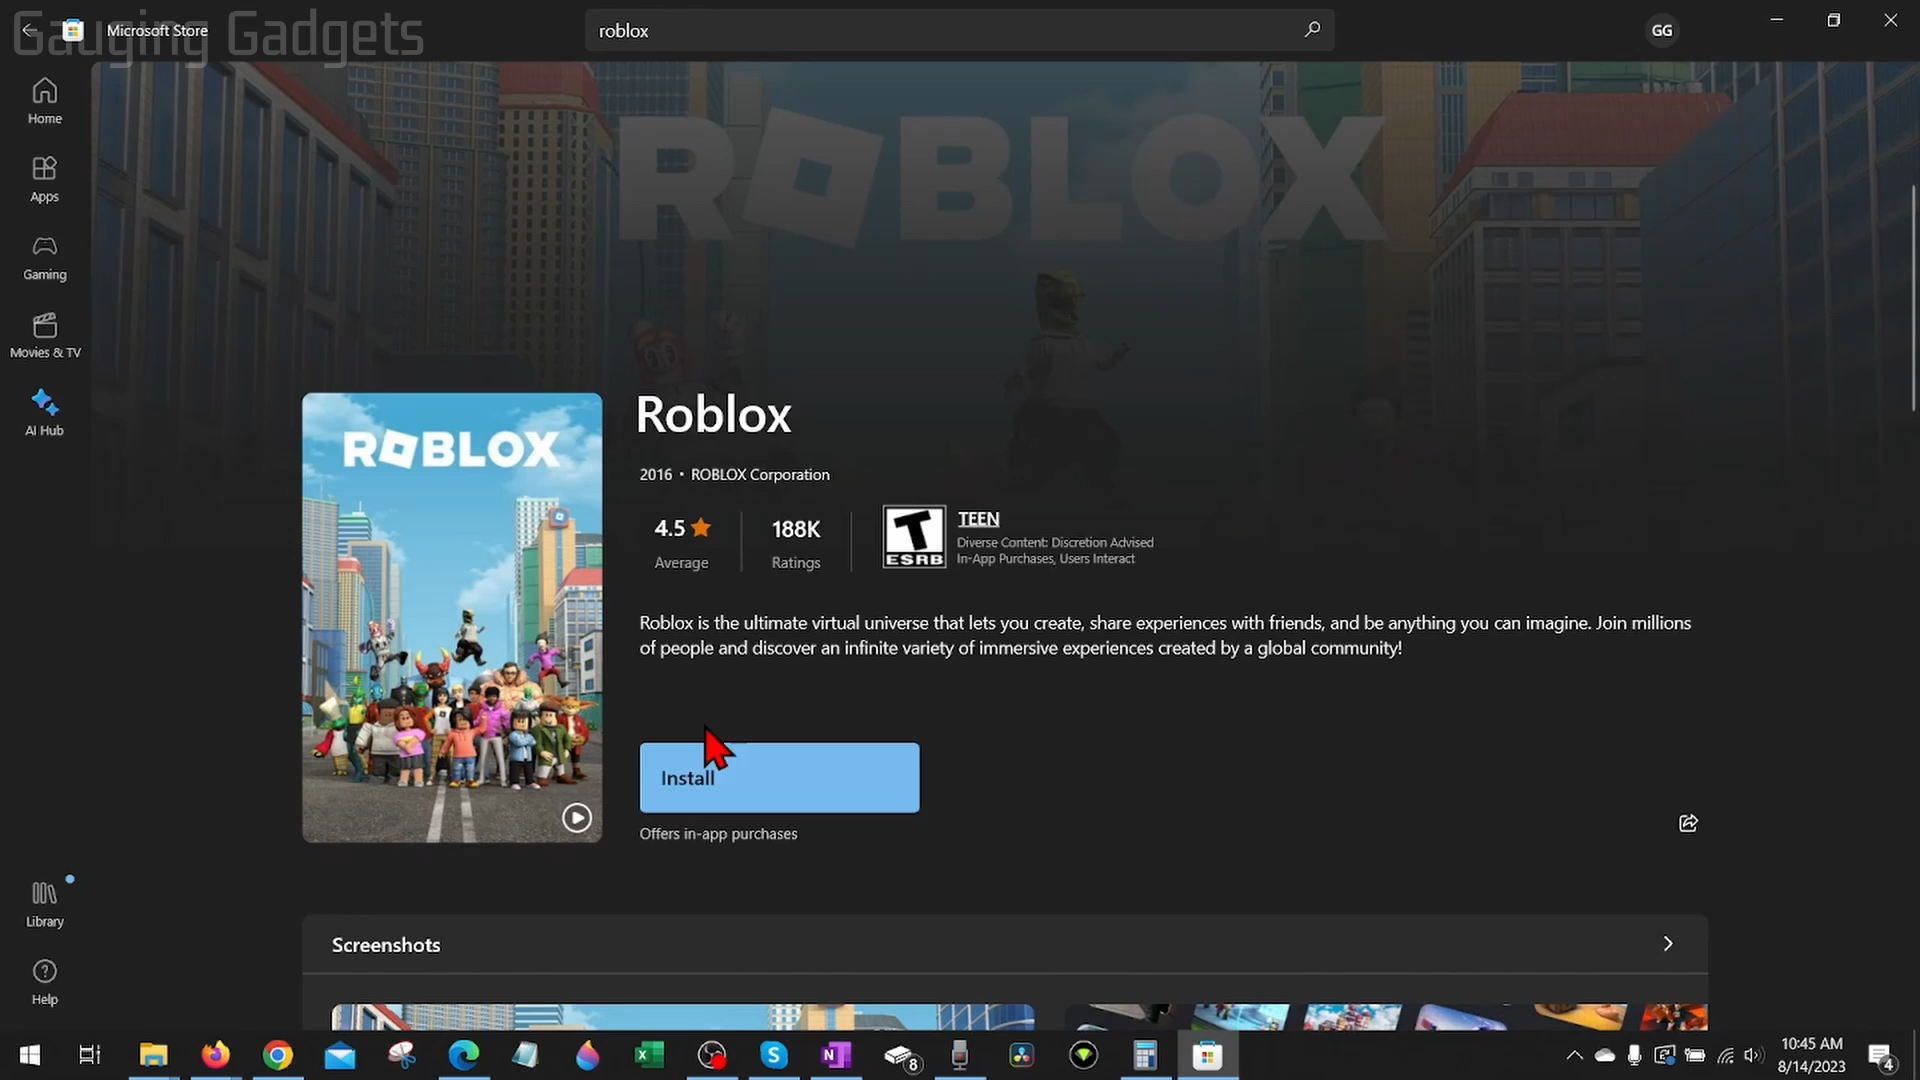 Gauging Gadgets
Microsoft Store
roblox
GG
Home
Apps
Gaming
Movies & TV
AI Hub
Library
Help
ROBLOX
ROBLOX
Roblox
2016 • ROBLOX Corporation
4.5
Average
188K
Ratings
T
ESRB
TEEN
Diverse Content: Discretion Advised
In-App Purchases, Users Interact
Roblox is the ultimate virtual universe that lets you create, share experiences with friends, and be anything you can imagine. Join millions
of people and discover an infinite variety of immersive experiences created by a global community!
Install
Offers in-app purchases
Screenshots
8
10:45 AM
8/14/2023
4